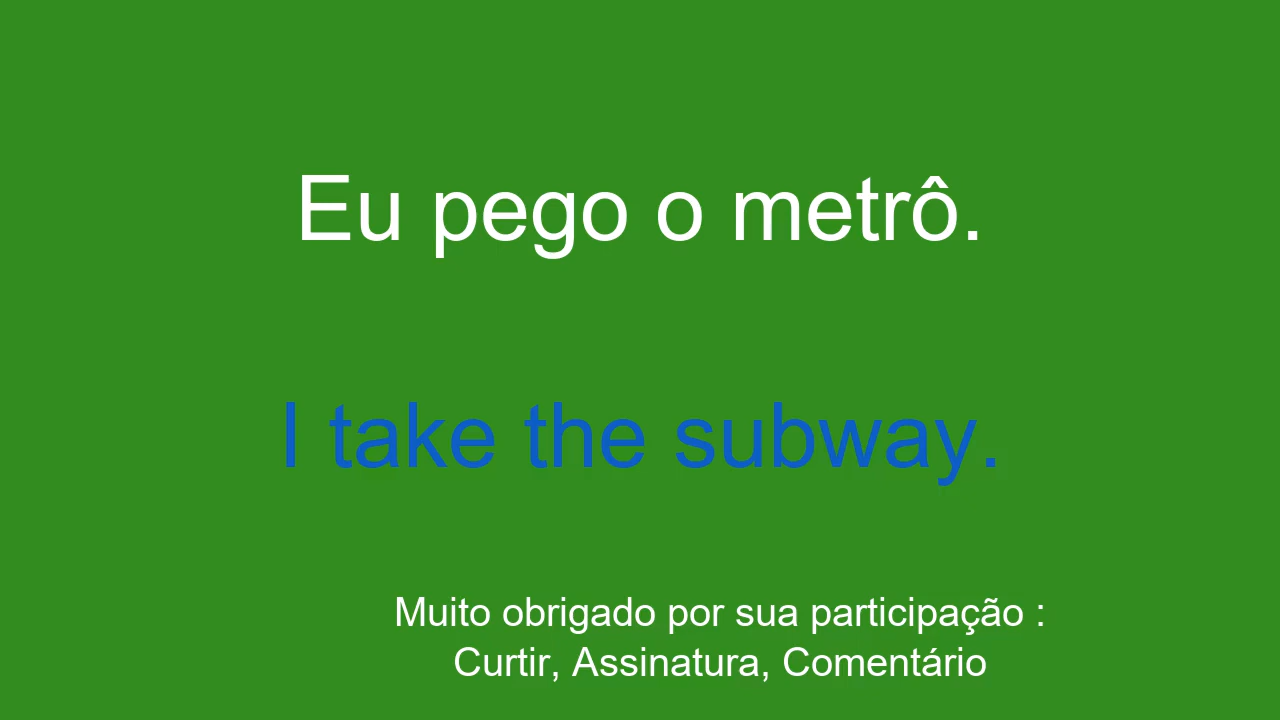 Eu pego o metrô.
I take the subway.
Muito obrigado por sua participação :
Curtir, Assinatura, Comentário